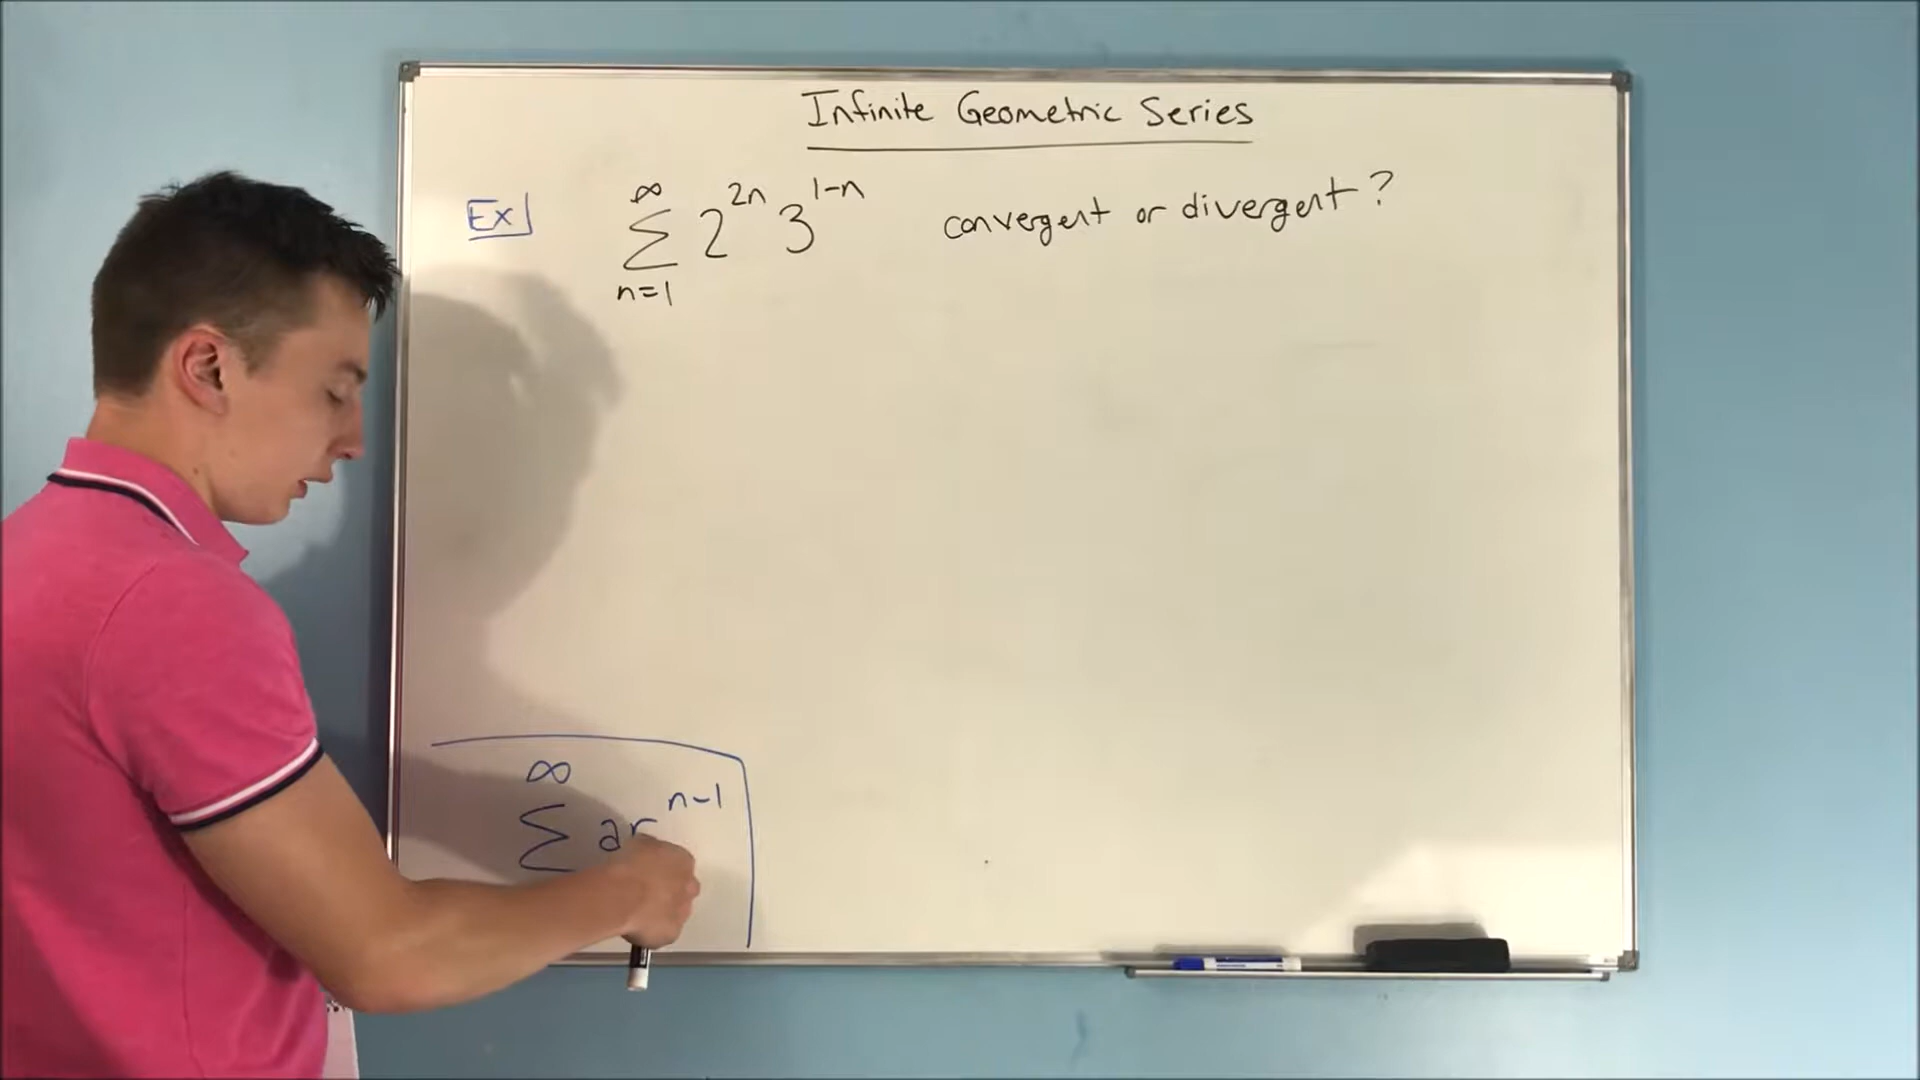 Infinite Geometric Series
Ex
∞
∑ 2^{2n} 3^{1-n} convergent or divergent?
n=1
∞
∑ ar^{n-1}